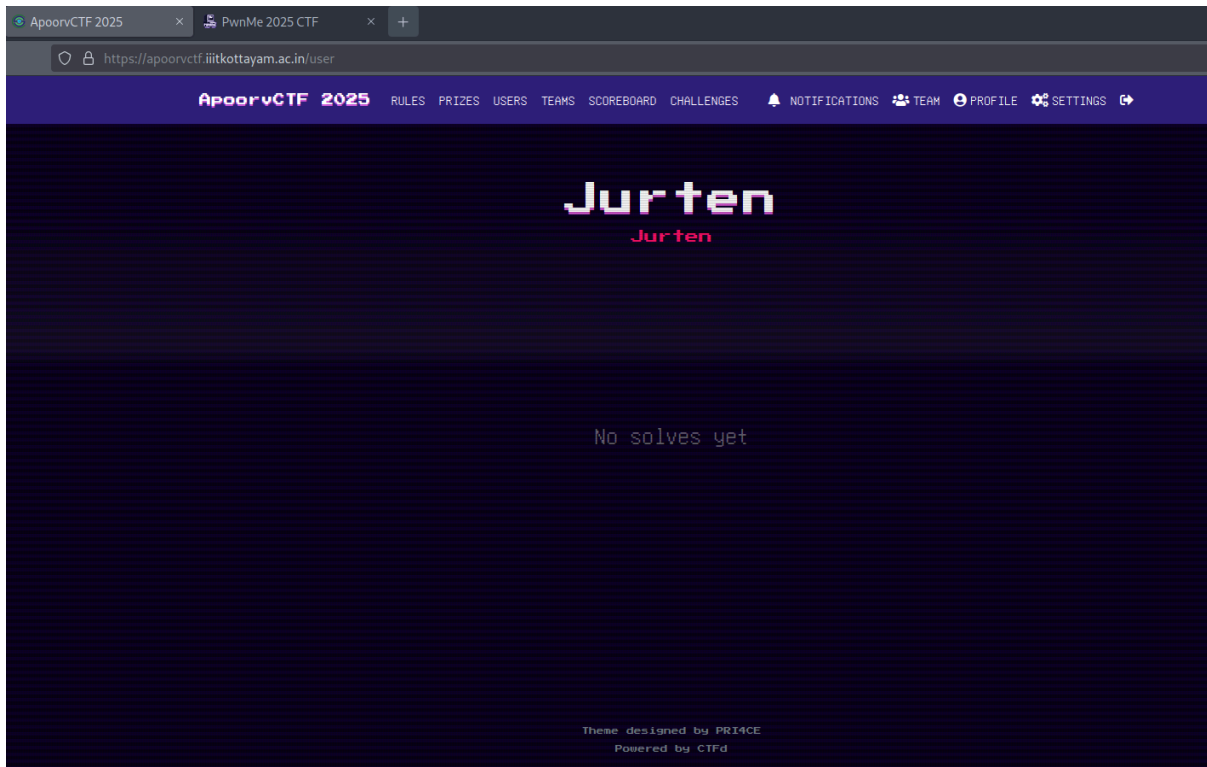 ApoorvCTF 2025 × PwnMe 2025 CTF × +
https://apoorvctf.iiitkottayam.ac.in/user
ApoorvCTF 2025 RULES PRIZES USERS TEAMS SCOREBOARD CHALLENGES NOTIFICATIONS TEAM PROFILE SETTINGS
Jurten
Jurten
No solves yet
Theme designed by PRI4CE
Powered by CTFd